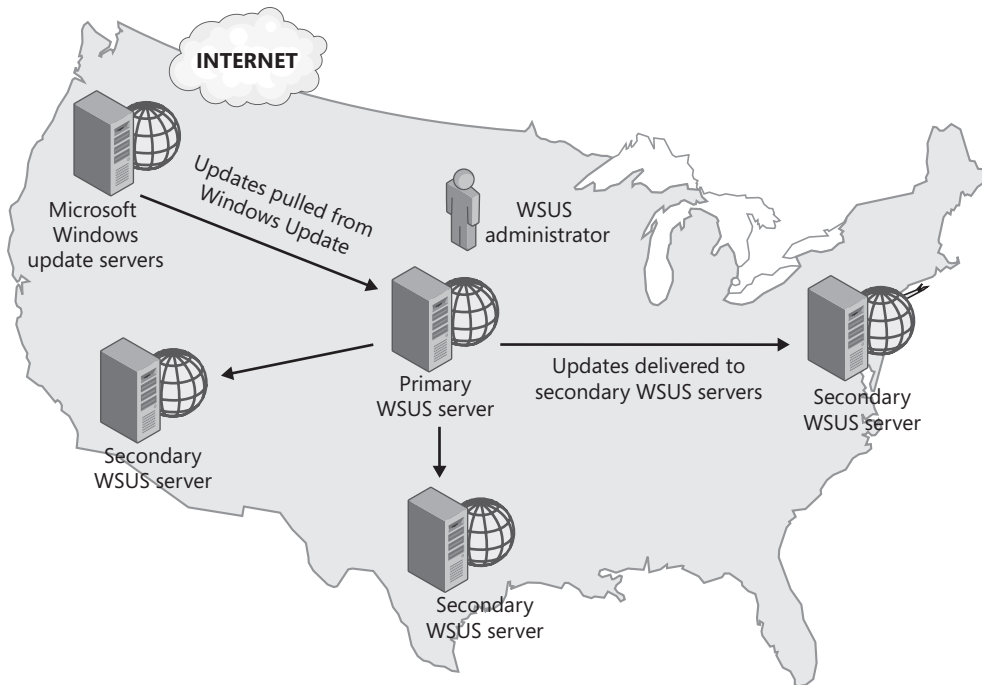 INTERNET
Microsoft
Windows
update servers
Updates pulled from
Windows Update
WSUS
administrator
Primary
WSUS server
Updates delivered to
secondary WSUS servers
Secondary
WSUS server
Secondary
WSUS server
Secondary
WSUS server